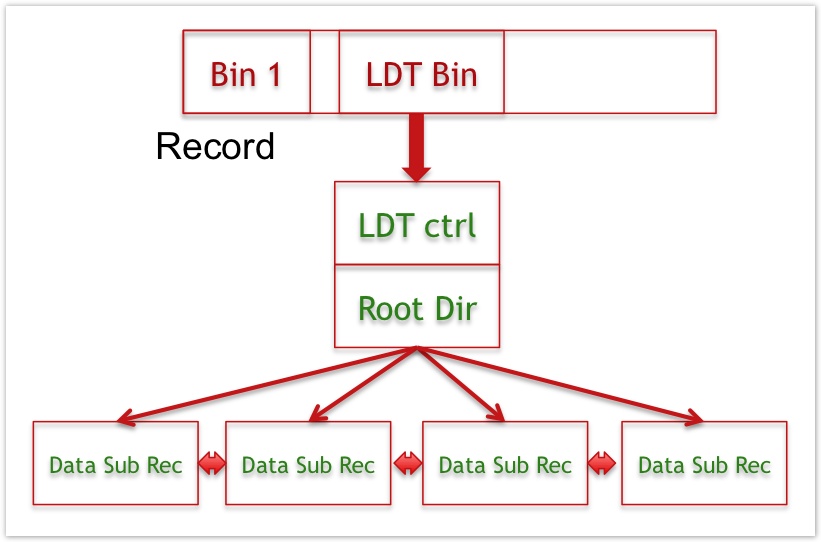 Bin 1
LDT Bin
Record
LDT ctrl
Root Dir
Data Sub Rec
Data Sub Rec
Data Sub Rec
Data Sub Rec